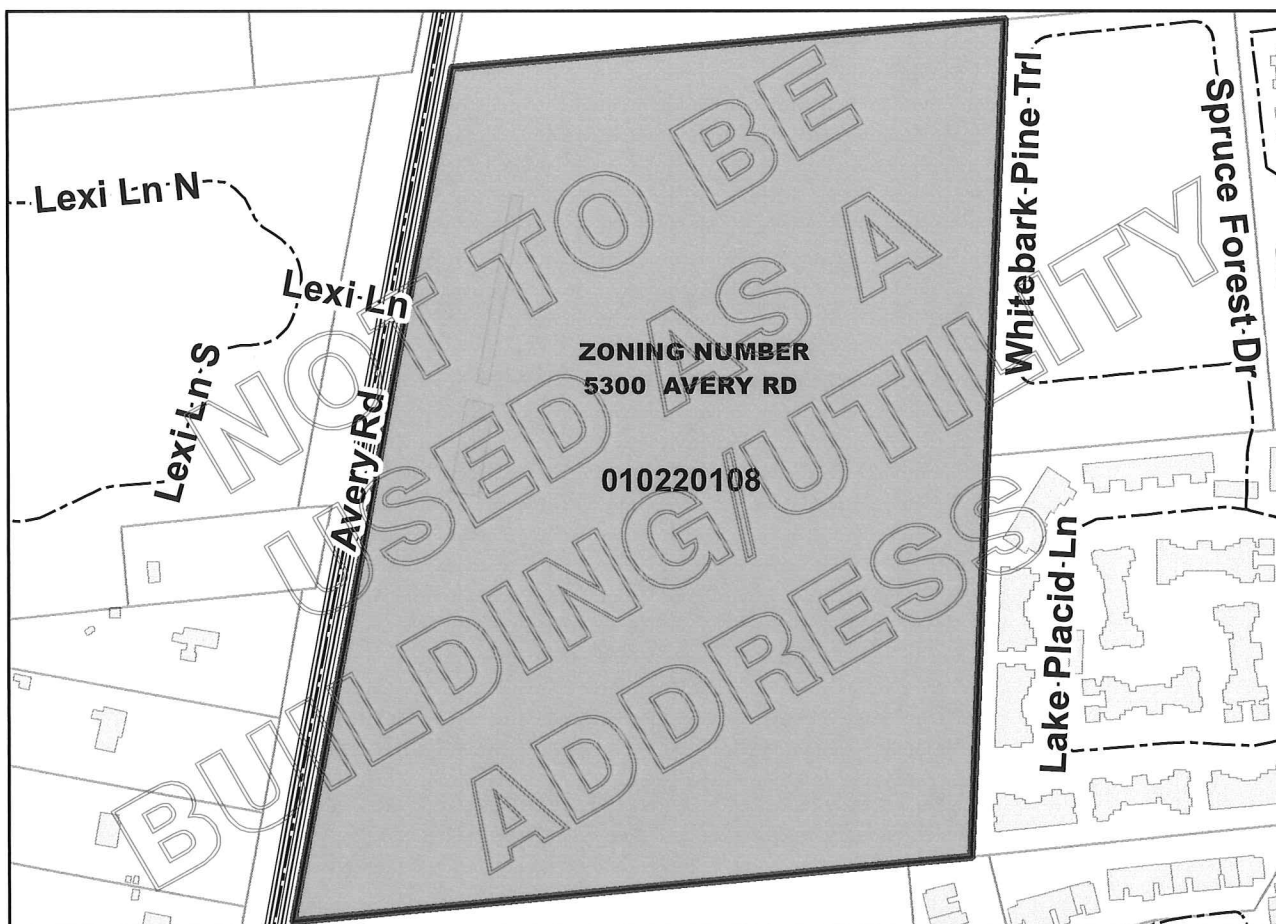 Lexi Ln N
Lexi Ln
Lexi Ln S
Avery Rd
ZONING NUMBER
5300 AVERY RD
010220108
Whitebark Pine Trl
Spruce Forest Dr
Lake Placid Ln
NOT TO BE
USED AS A
BUILDING/UTILITY
ADDRESS